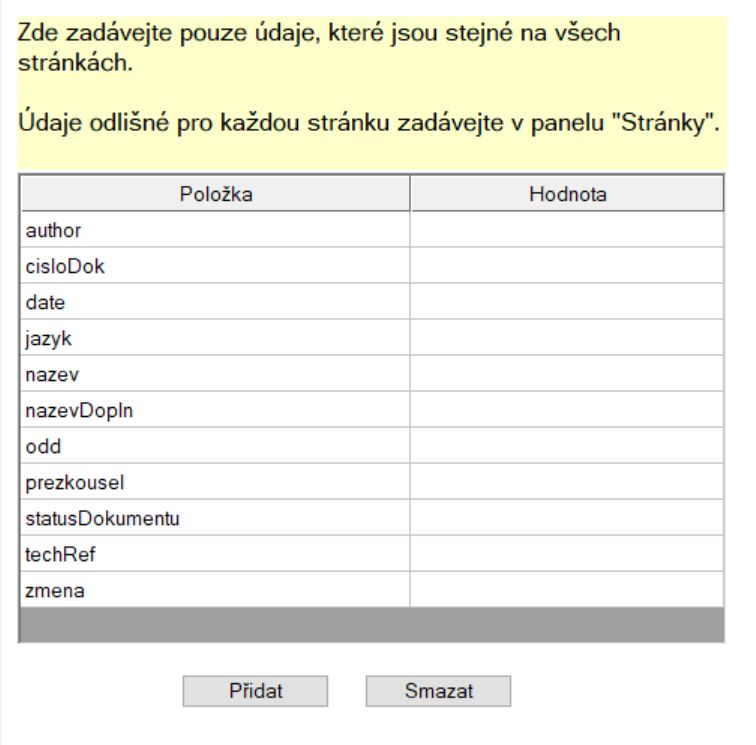 Zde zadávejte pouze údaje, které jsou stejné na všech
stránkách.
Údaje odlišné pro každou stránku zadávejte v panelu "Stránky".
Položka Hodnota
author
cisloDok
date
jazyk
nazev
nazevDopln
odd
prezkousel
statusDokumentu
techRef
zmena
Přidat Smazat